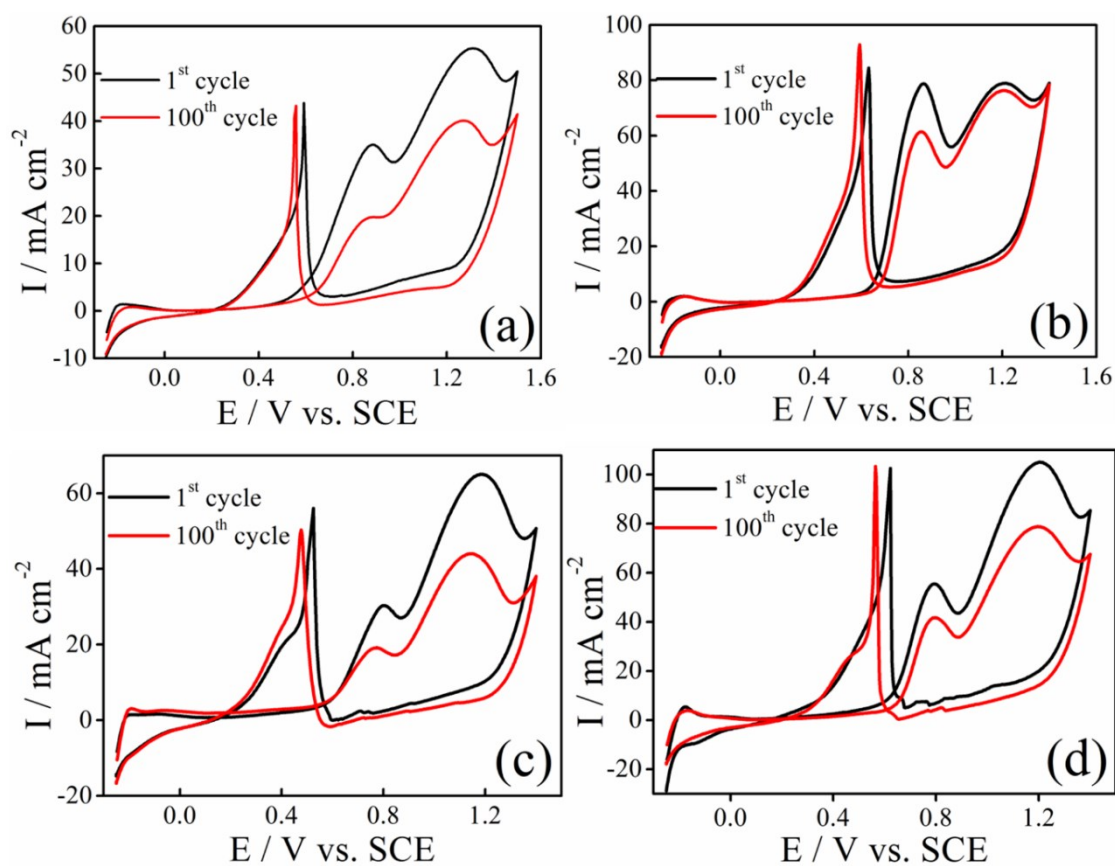 60
50
40
30
20
10
0
-10
I / mA cm-2
1st cycle
100th cycle
(a)
0.0 0.4 0.8 1.2 1.6
E / V vs. SCE
100
80
60
40
20
0
-20
I / mA cm-2
1st cycle
100th cycle
(b)
0.0 0.4 0.8 1.2 1.6
E / V vs. SCE
60
40
20
0
-20
I / mA cm-2
1st cycle
100th cycle
(c)
0.0 0.4 0.8 1.2
E / V vs. SCE
100
80
60
40
20
0
-20
I / mA cm-2
1st cycle
100th cycle
(d)
0.0 0.4 0.8 1.2
E / V vs. SCE